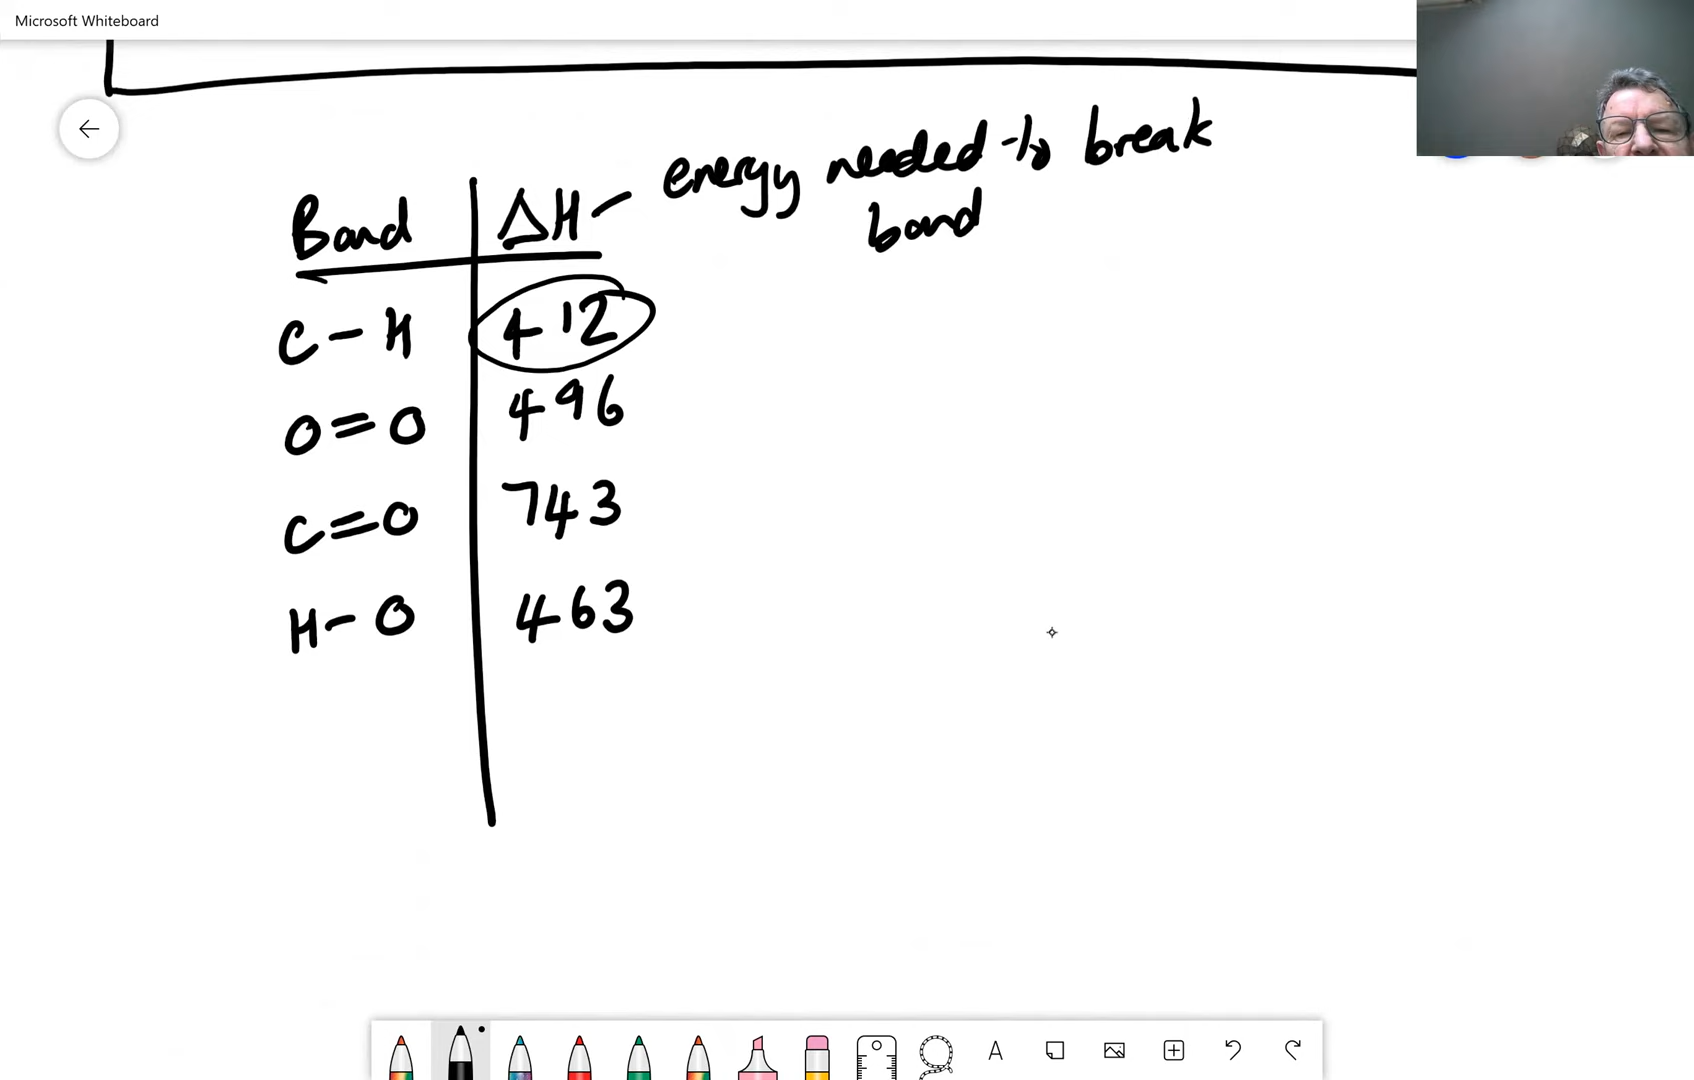 Microsoft Whiteboard
energy needed to break
bond
Bond ΔH
C-H 412
O=O 496
C=O 743
H-O 463
A